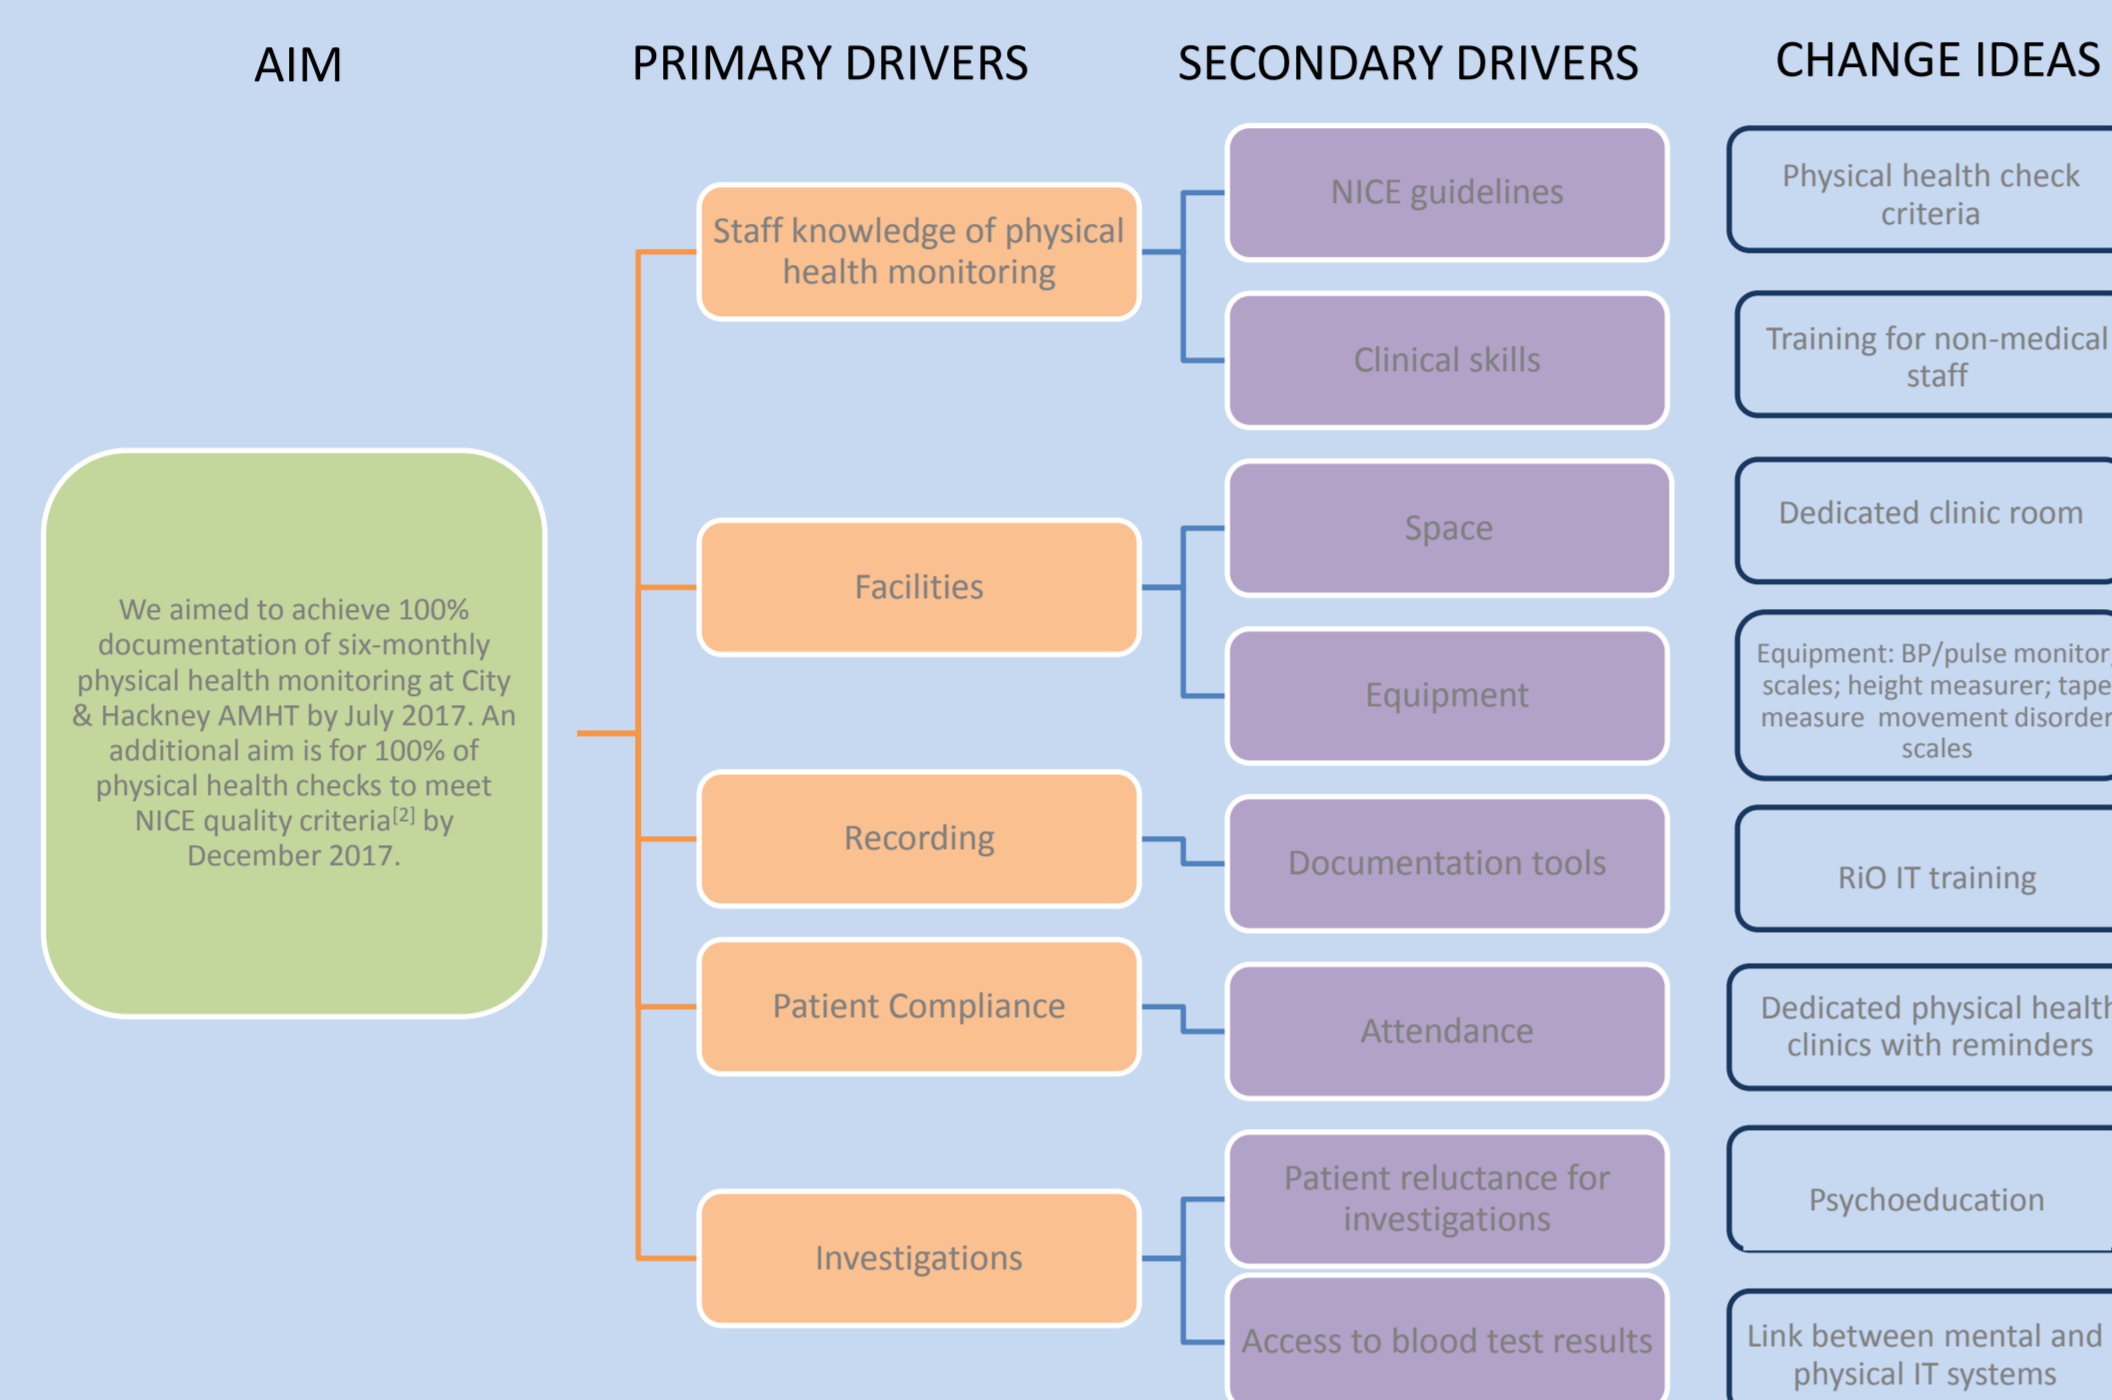 AIM
PRIMARY DRIVERS
SECONDARY DRIVERS
CHANGE IDEAS
We aimed to achieve 100%
documentation of six-monthly
physical health monitoring at City
& Hackney AMHT by July 2017. An
additional aim is for 100% of
physical health checks to meet
NICE quality criteria[2] by
December 2017.
Staff knowledge of physical
health monitoring
Facilities
Recording
Patient Compliance
Investigations
NICE guidelines
Clinical skills
Space
Equipment
Documentation tools
Attendance
Patient reluctance for
investigations
Access to blood test results
Physical health check
criteria
Training for non-medical
staff
Dedicated clinic room
Equipment: BP/pulse monitor;
scales; height measurer; tape
measure movement disorder
scales
RiO IT training
Dedicated physical health
clinics with reminders
Psychoeducation
Link between mental and
physical IT systems